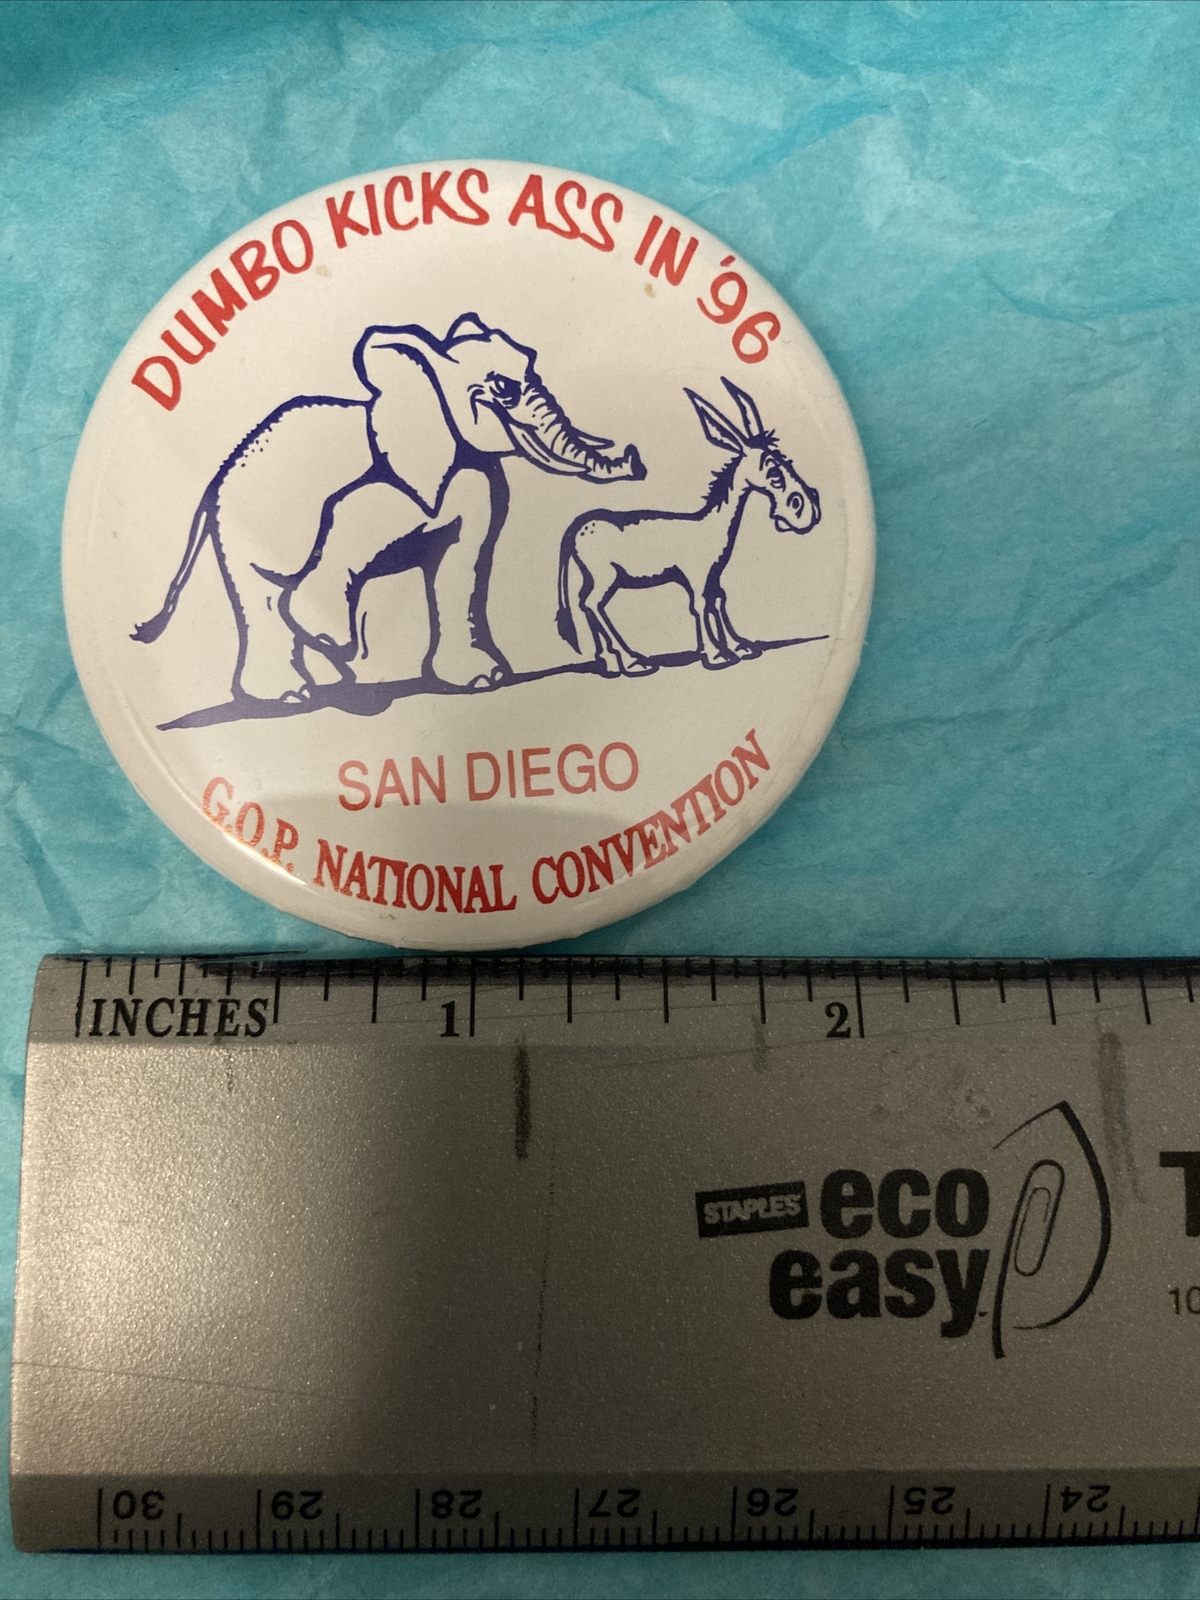 DUMBO KICKS ASS IN '96
SAN DIEGO
G.O.P. NATIONAL CONVENTION
INCHES 1 2
STAPLES eco
easy
10
30 29 28 27 26 25 24